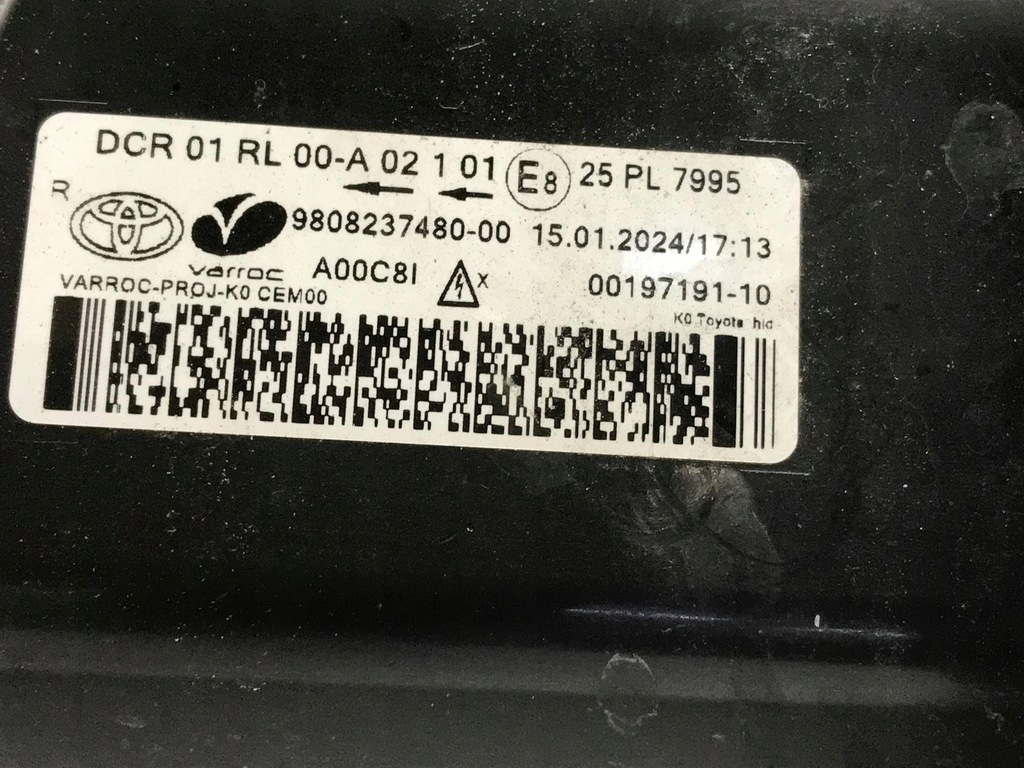 DCR 01 RL 00-A 02 1 01 E8 25 PL 7995
R
9808237480-00 15.01.2024/17:13
varroc A00C8I X 00197191-10
VARROC-PROJ-K0 CEM00
K0 Toyota hid